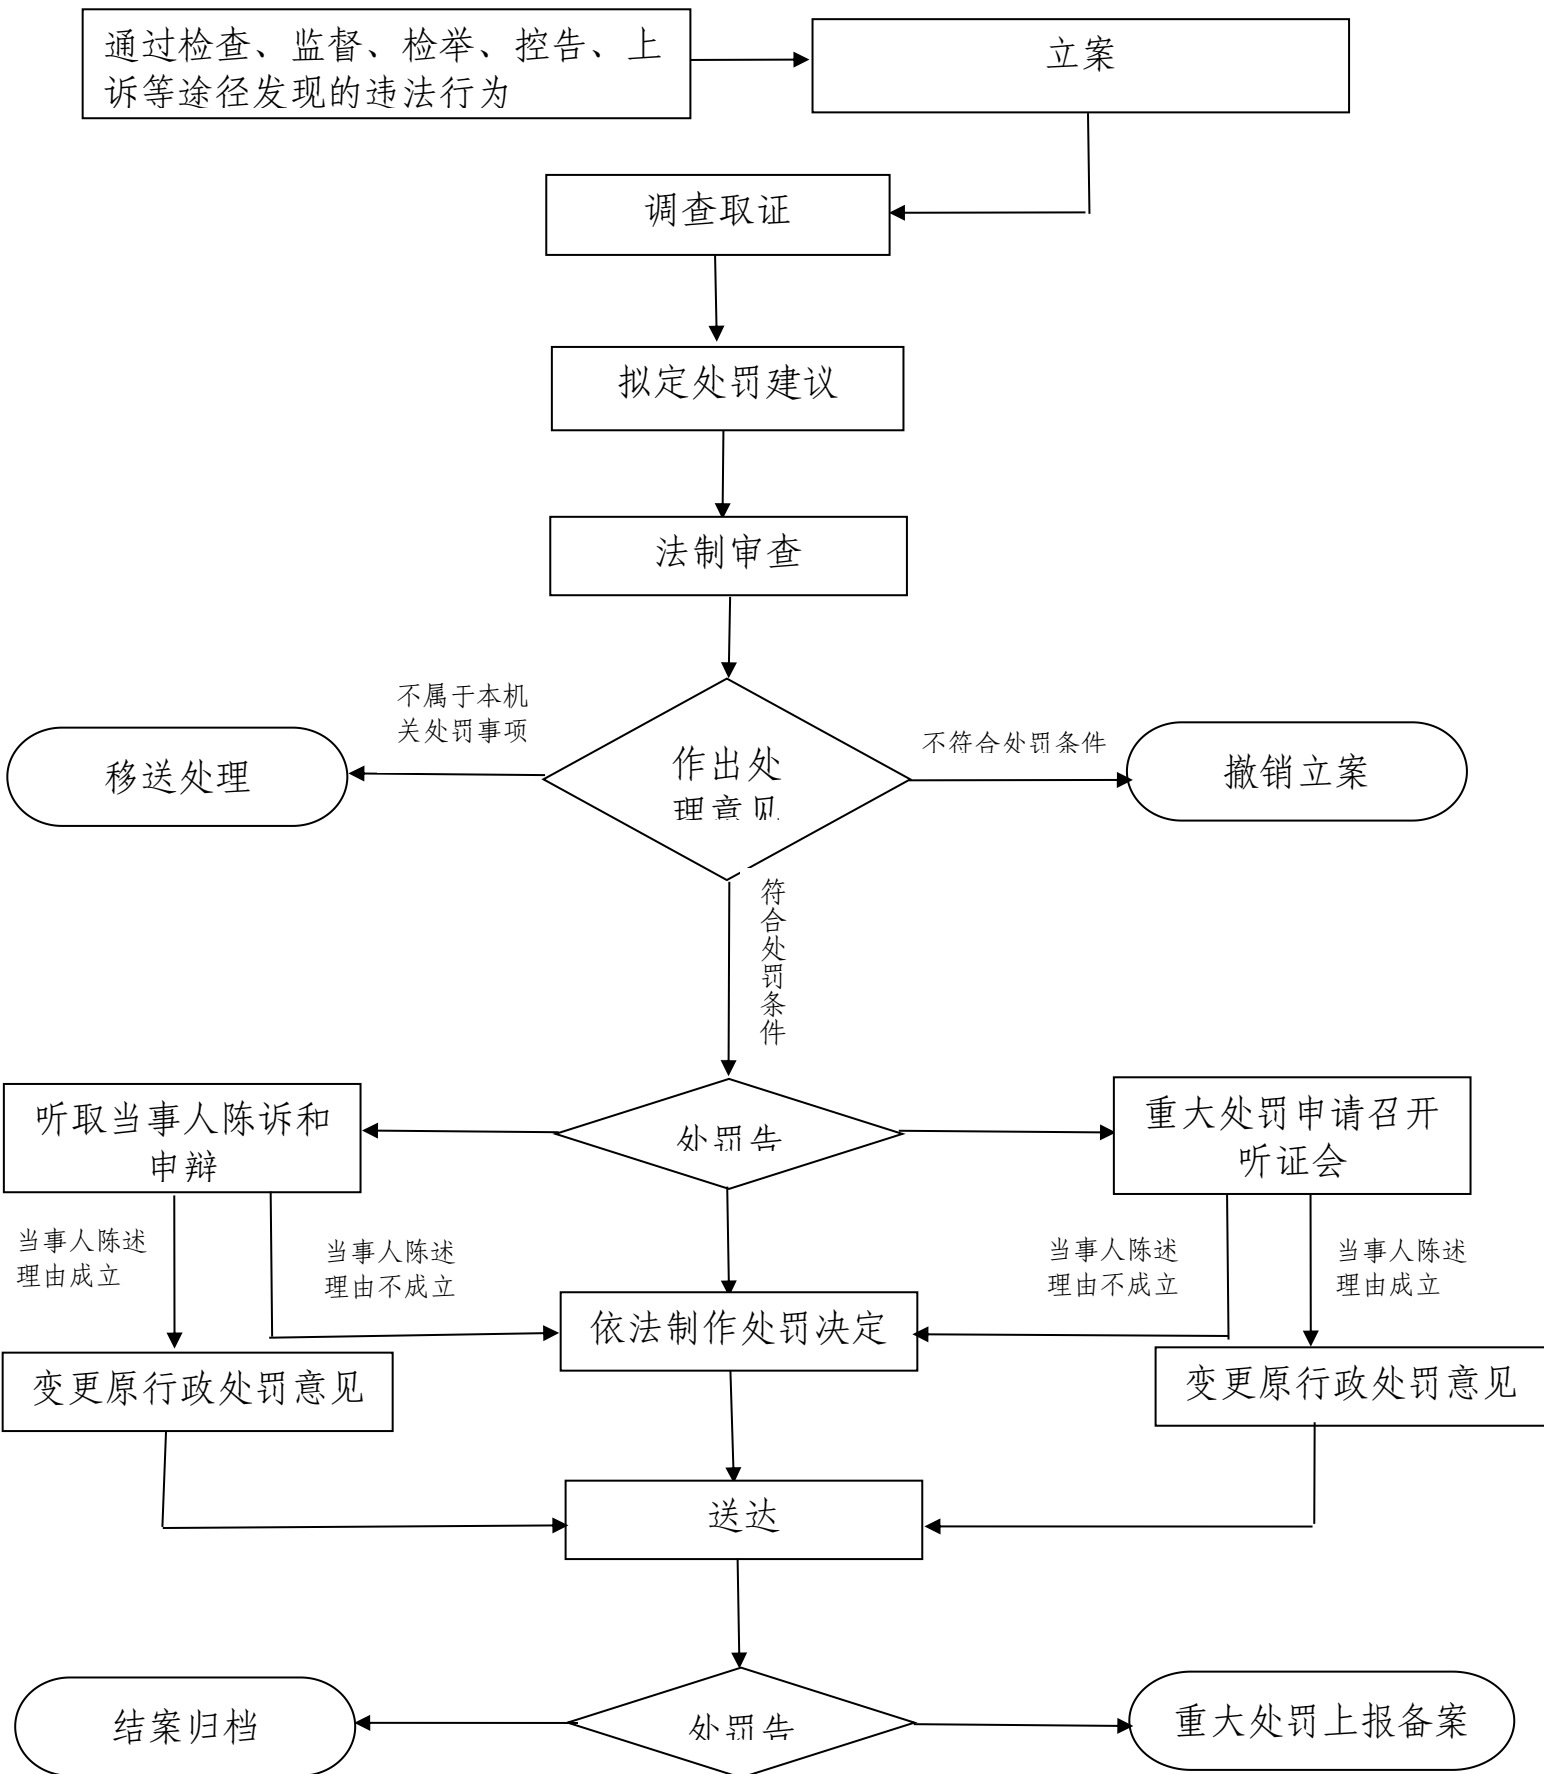 通过检查、监督、检举、控告、上
诉等途径发现的违法行为
立案
调查取证
拟定处罚建议
法制审查
不属于本机
关处罚事项
不符合处罚条件
移送处理
作出处
理意见
撤销立案
符合处罚条件
听取当事人陈诉和
申辩
处罚告
重大处罚申请召开
听证会
当事人陈述
理由成立
当事人陈述
理由不成立
当事人陈述
理由不成立
当事人陈述
理由成立
依法制作处罚决定
变更原行政处罚意见
变更原行政处罚意见
送达
结案归档
处罚告
重大处罚上报备案